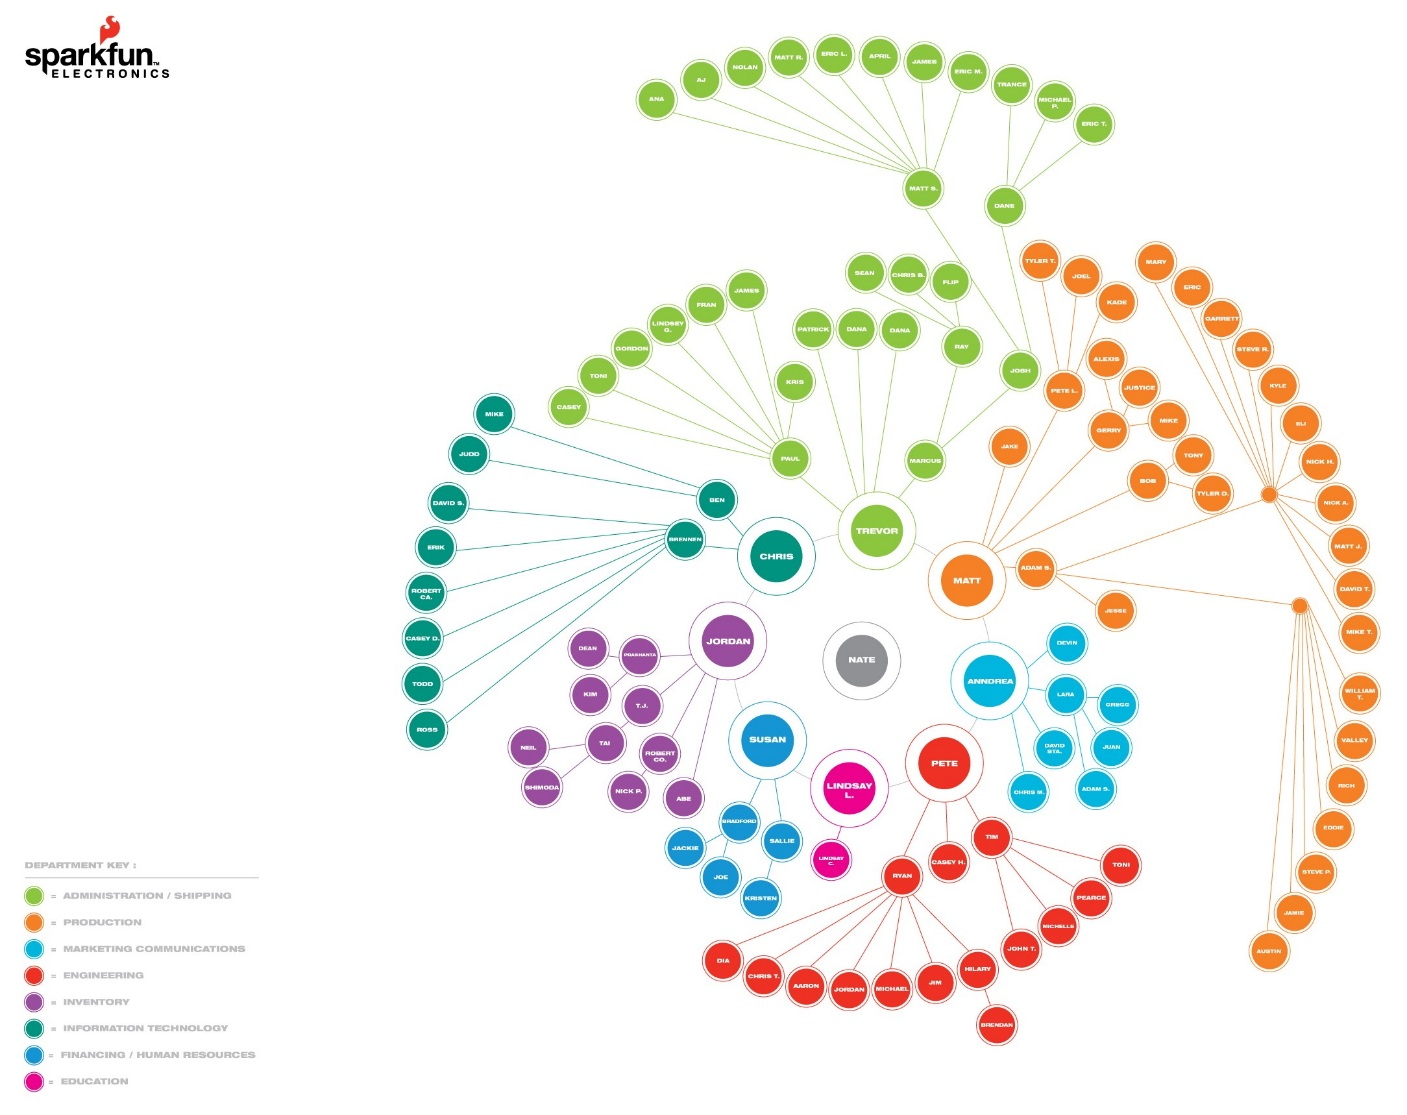 sparkfun™
ELECTRONICS
ANA
AJ
NOLAN
MATT R.
ERIC L.
APRIL
JAMES
ERIC M.
TRANCE
MICHAEL
P.
ERIC T.
MATT S.
DANE
SEAN
CHRIS B.
FLIP
PATRICK
DANA
DANA
RAY
JOSH
JAMES
FRAN
LINDSEY
G.
GORDON
TONI
CASEY
KRIS
PAUL
MARCUS
TREVOR
TYLER T.
JOEL
KADE
PETE L.
ALEXIS
JUSTICE
MIKE
GERRY
JAKE
TONY
BOB
TYLER D.
MARY
ERIC
GARRETT
STEVE R.
KYLE
ELI
NICK H.
NICK A.
MATT J.
DAVID T.
MIKE T.
ADAM S.
JESSE
MATT
WILLIAM
T.
VALLEY
RICH
EDDIE
STEVE P.
JAMIE
AUSTIN
MIKE
JUDD
DAVID S.
ERIK
ROBERT
CA.
CASEY D.
TODD
ROSS
BEN
BRENNEN
CHRIS
JORDAN
DEAN
PRASHANTA
KIM
T.J.
NEIL
TAI
SHIMODA
ROBERT
CO.
NICK P.
ABE
NATE
ANNDREA
DEVIN
LARA
GREGG
DAVID
STA.
JUAN
CHRIS M.
ADAM S.
SUSAN
BRADFORD
JACKIE
JOE
SALLIE
KRISTEN
LINDSAY
L.
LINDSAY
C.
PETE
RYAN
CASEY H.
TIM
TONI
PEARCE
MICHELLE
JOHN T.
DIA
CHRIS T.
AARON
JORDAN
MICHAEL
JIM
HILARY
BRENDAN
DEPARTMENT KEY :
= ADMINISTRATION / SHIPPING
= PRODUCTION
= MARKETING COMMUNICATIONS
= ENGINEERING
= INVENTORY
= INFORMATION TECHNOLOGY
= FINANCING / HUMAN RESOURCES
= EDUCATION